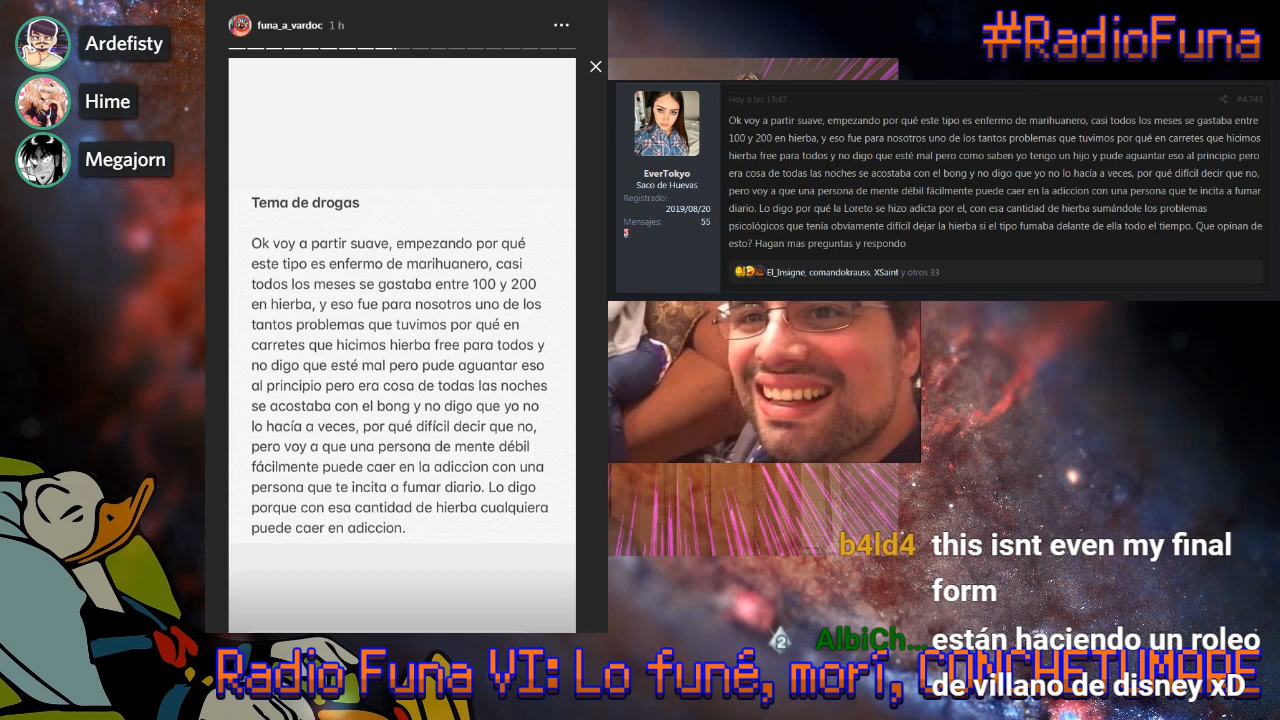 Ardefisty
Hime
Megajorn
funa_a_vardoc 1 h
Tema de drogas
Ok voy a partir suave, empezando por qué
este tipo es enfermo de marihuanero, casi
todos los meses se gastaba entre 100 y 200
en hierba, y eso fue para nosotros uno de los
tantos problemas que tuvimos por qué en
carretes que hicimos hierba free para todos y
no digo que esté mal pero pude aguantar eso
al principio pero era cosa de todas las noches
se acostaba con el bong y no digo que yo no
lo hacía a veces, por qué difícil decir que no,
pero voy a que una persona de mente débil
fácilmente puede caer en la adiccion con una
persona que te incita a fumar diario. Lo digo
porque con esa cantidad de hierba cualquiera
puede caer en adiccion.
#RadioFuna
Hoy a las 13:42 #4.743
EverTokyo
Saco de Huevas
Registrado:
2019/08/20
Mensajes: 55
Ok voy a partir suave, empezando por qué este tipo es enfermo de marihuanero, casi todos los meses se gastaba entre
100 y 200 en hierba, y eso fue para nosotros uno de los tantos problemas que tuvimos por qué en carretes que hicimos
hierba free para todos y no digo que esté mal pero como saben yo tengo un hijo y pude aguantar eso al principio pero
era cosa de todas las noches se acostaba con el bong y no digo que yo no lo hacía a veces, por qué difícil decir que no,
pero voy a que una persona de mente débil fácilmente puede caer en la adiccion con una persona que te incita a fumar
diario. Lo digo por qué la Loreto se hizo adicta por el, con esa cantidad de hierba sumándole los problemas
psicológicos que tenía obviamente difícil dejar la hierba si el tipo fumaba delante de ella todo el tiempo. Que opinan de
esto? Hagan mas preguntas y respondo
El_Insigne, comandokrauss, XSaint y otros 33
b4ld4 this isnt even my final
form
2 AlbiCh... están haciendo un roleo
de villano de disney xD
Radio Funa VI: Lo funé, morí, CONCHETUMARE